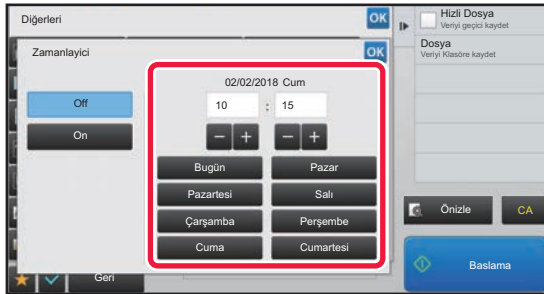 Diğerleri
OK
Zamanlayici
OK
02/02/2018 Cum
10 : 15
Off
On
Bugün
Pazar
Pazartesi
Salı
Çarşamba
Perşembe
Cuma
Cumartesi
Geri
Hizli Dosya
Veriyi geçici kaydet
Dosya
Veriyi Klasöre kaydet
Önizle
CA
Baslama